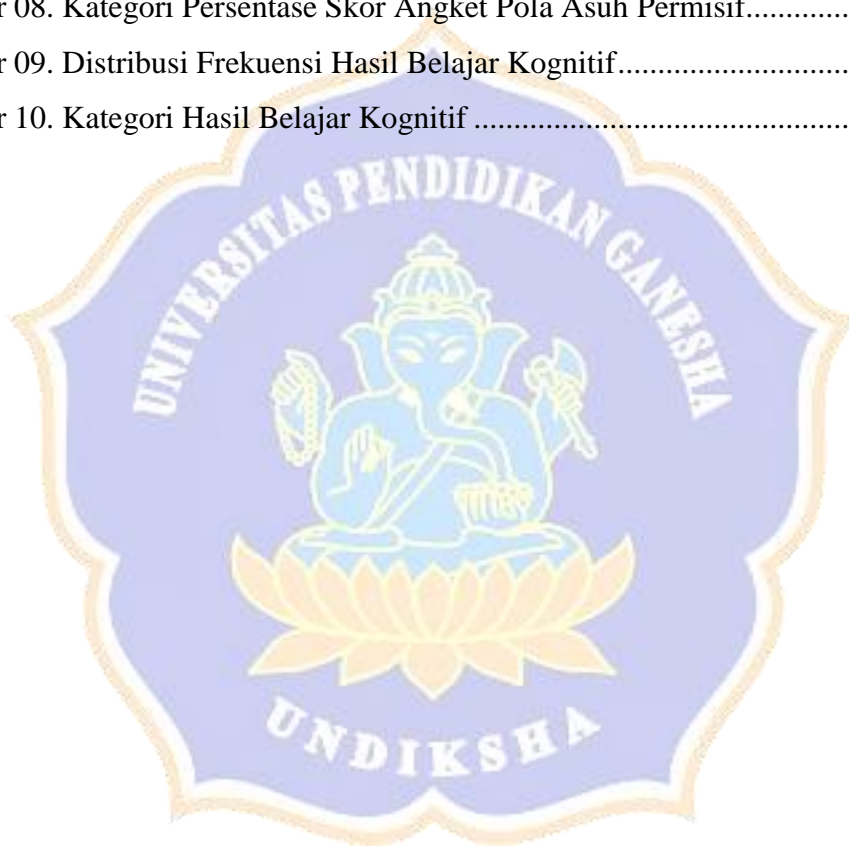 r 08. Kategori Persentase Skor Angket Pola Asuh Permisif.............
r 09. Distribusi Frekuensi Hasil Belajar Kognitif.............................
r 10. Kategori Hasil Belajar Kognitif ...............................................
UNIVERSITAS PENDIDIKAN GANESHA
UNDIKSHA